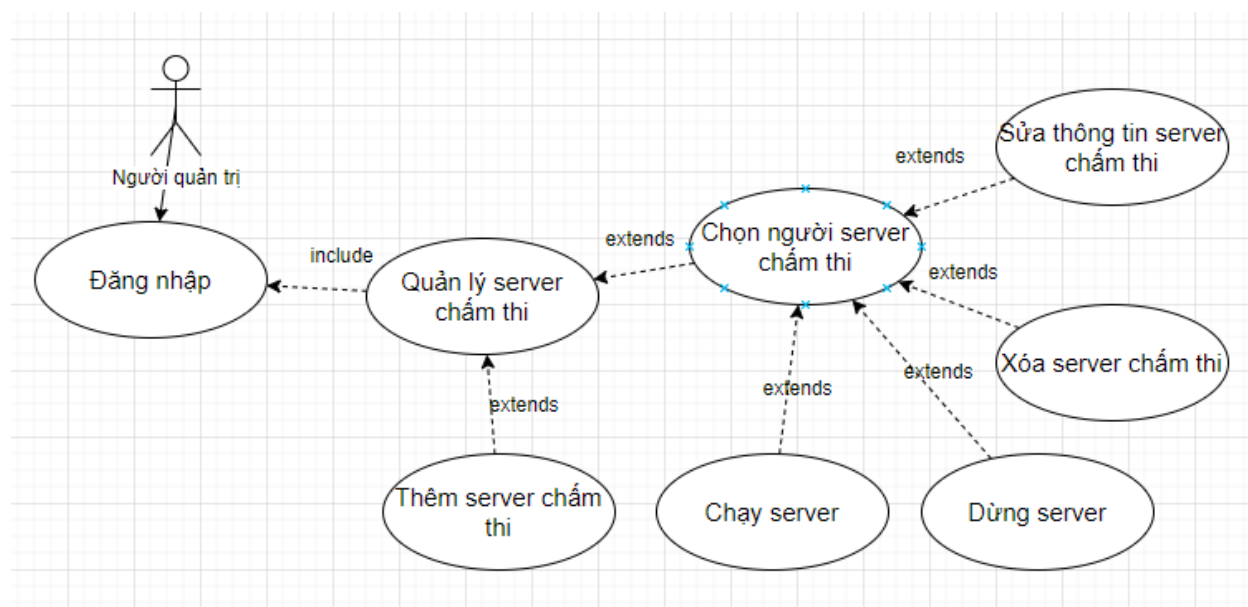 Người quản trị
Đăng nhập
include
Quản lý server
chấm thi
extends
Chọn người server
chấm thi
extends
Sửa thông tin server
chấm thi
extends
Xóa server chấm thi
extends
Thêm server chấm
thi
extends
Chạy server
extends
Dừng server